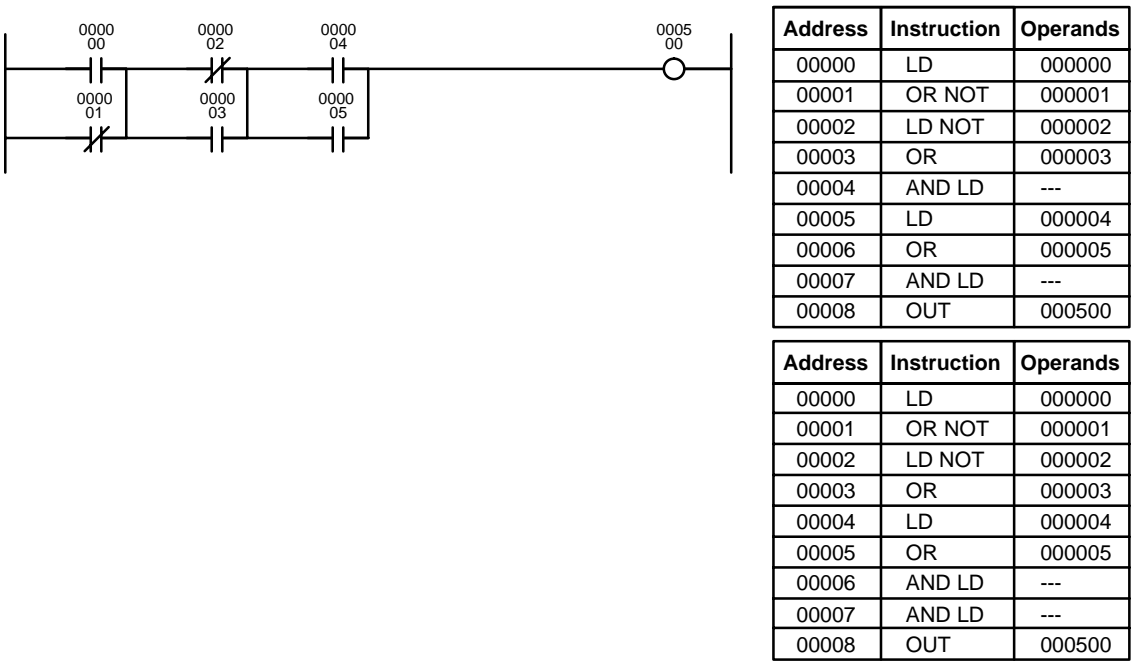 0000 0000 0000 0005
00 02 04 00
0000 0000 0000
01 03 05
Address Instruction Operands
00000 LD 000000
00001 OR NOT 000001
00002 LD NOT 000002
00003 OR 000003
00004 AND LD ---
00005 LD 000004
00006 OR 000005
00007 AND LD ---
00008 OUT 000500
Address Instruction Operands
00000 LD 000000
00001 OR NOT 000001
00002 LD NOT 000002
00003 OR 000003
00004 LD 000004
00005 OR 000005
00006 AND LD ---
00007 AND LD ---
00008 OUT 000500